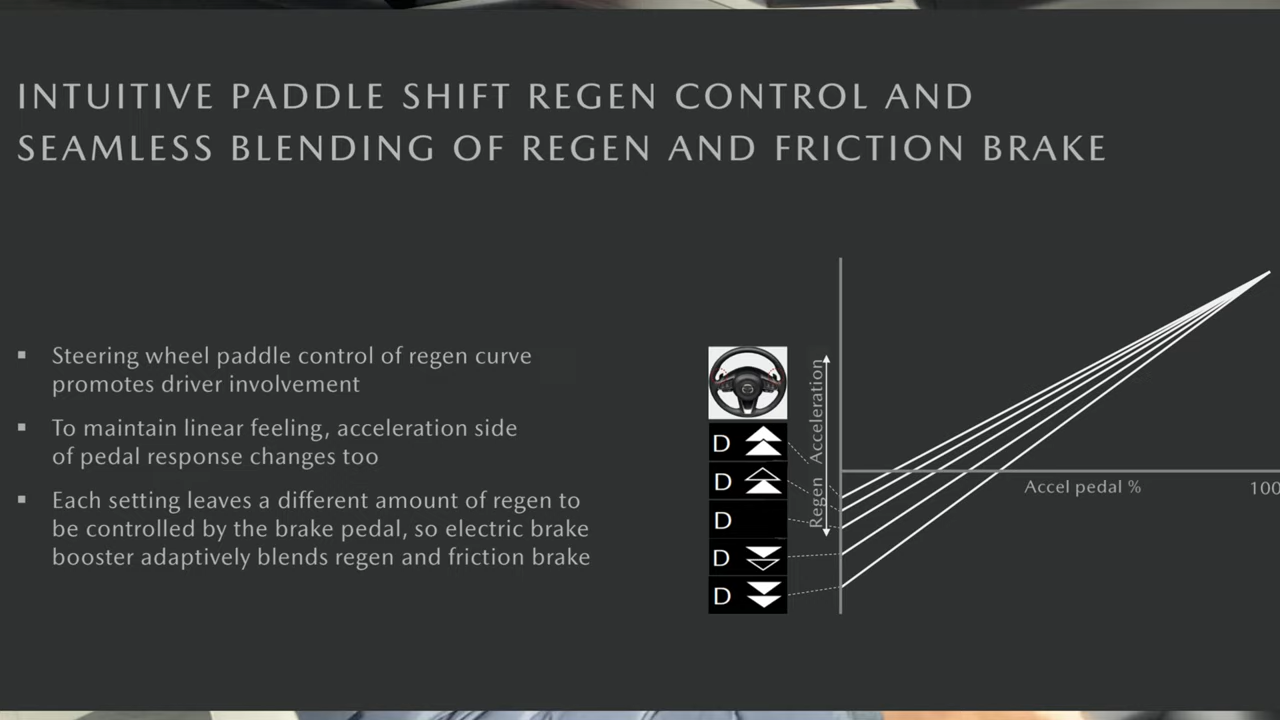 INTUITIVE PADDLE SHIFT REGEN CONTROL AND
SEAMLESS BLENDING OF REGEN AND FRICTION BRAKE
▪ Steering wheel paddle control of regen curve
promotes driver involvement
▪ To maintain linear feeling, acceleration side
of pedal response changes too
▪ Each setting leaves a different amount of regen to
be controlled by the brake pedal, so electric brake
booster adaptively blends regen and friction brake
D
D
D
D
D
Acceleration
Regen
Accel pedal %
100